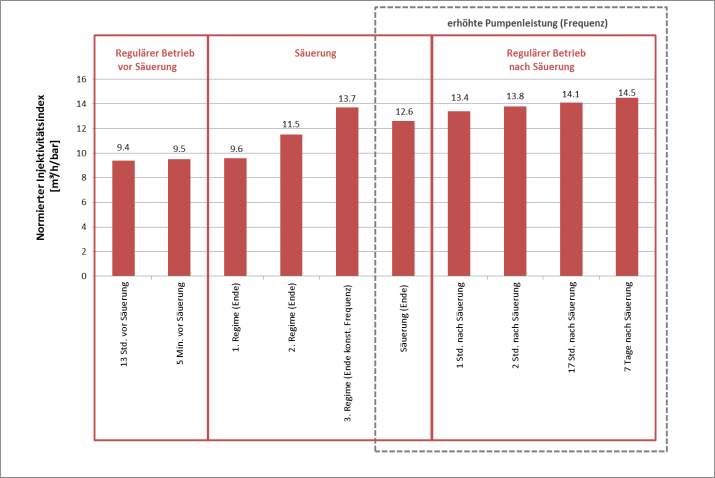 erhöhte Pumpenleistung (Frequenz)
Regulärer Betrieb
vor Säuerung
Säuerung
Regulärer Betrieb
nach Säuerung
Normierter Injektivitätsindex
[m³/h/bar]
16
14
12
10
8
6
4
2
0
9.4
9.5
9.6
11.5
13.7
12.6
13.4
13.8
14.1
14.5
13 Std. vor Säuerung
5 Min. vor Säuerung
1. Regime (Ende)
2. Regime (Ende)
3. Regime (Ende konst. Frequenz)
Säuerung (Ende)
1 Std. nach Säuerung
2 Std. nach Säuerung
17 Std. nach Säuerung
7 Tage nach Säuerung